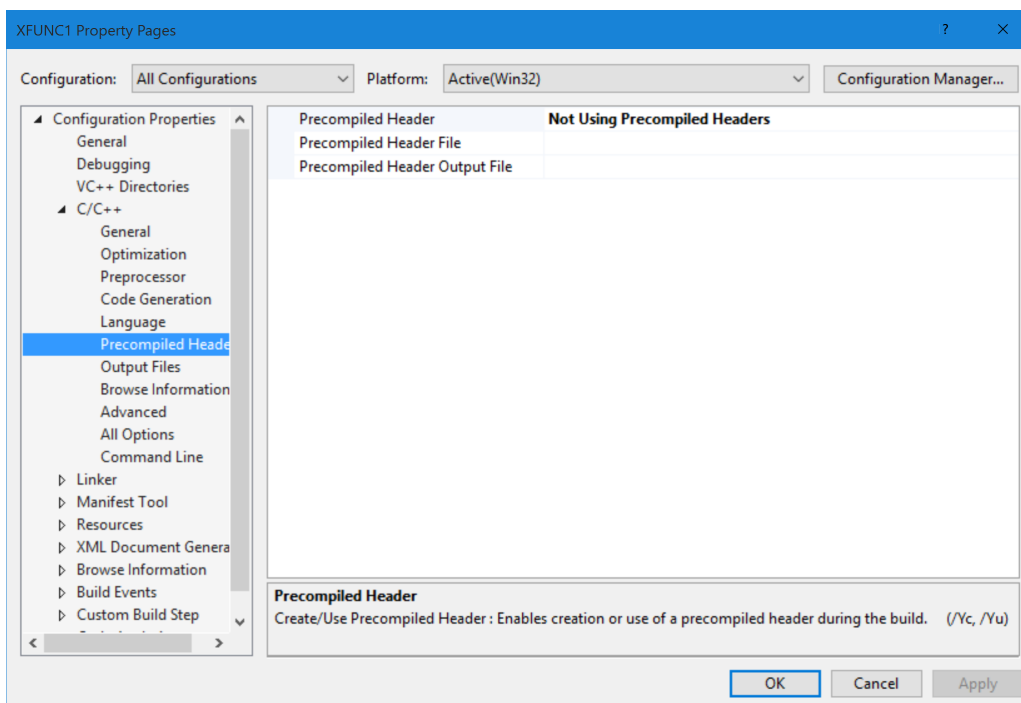 XFUNC1 Property Pages
?
Configuration: All Configurations Platform: Active(Win32) Configuration Manager...
Configuration Properties
General
Debugging
VC++ Directories
C/C++
General
Optimization
Preprocessor
Code Generation
Language
Precompiled Heade
Output Files
Browse Information
Advanced
All Options
Command Line
Linker
Manifest Tool
Resources
XML Document Genera
Browse Information
Build Events
Custom Build Step
Precompiled Header Not Using Precompiled Headers
Precompiled Header File
Precompiled Header Output File
Precompiled Header
Create/Use Precompiled Header : Enables creation or use of a precompiled header during the build. (/Yc, /Yu)
OK Cancel Apply